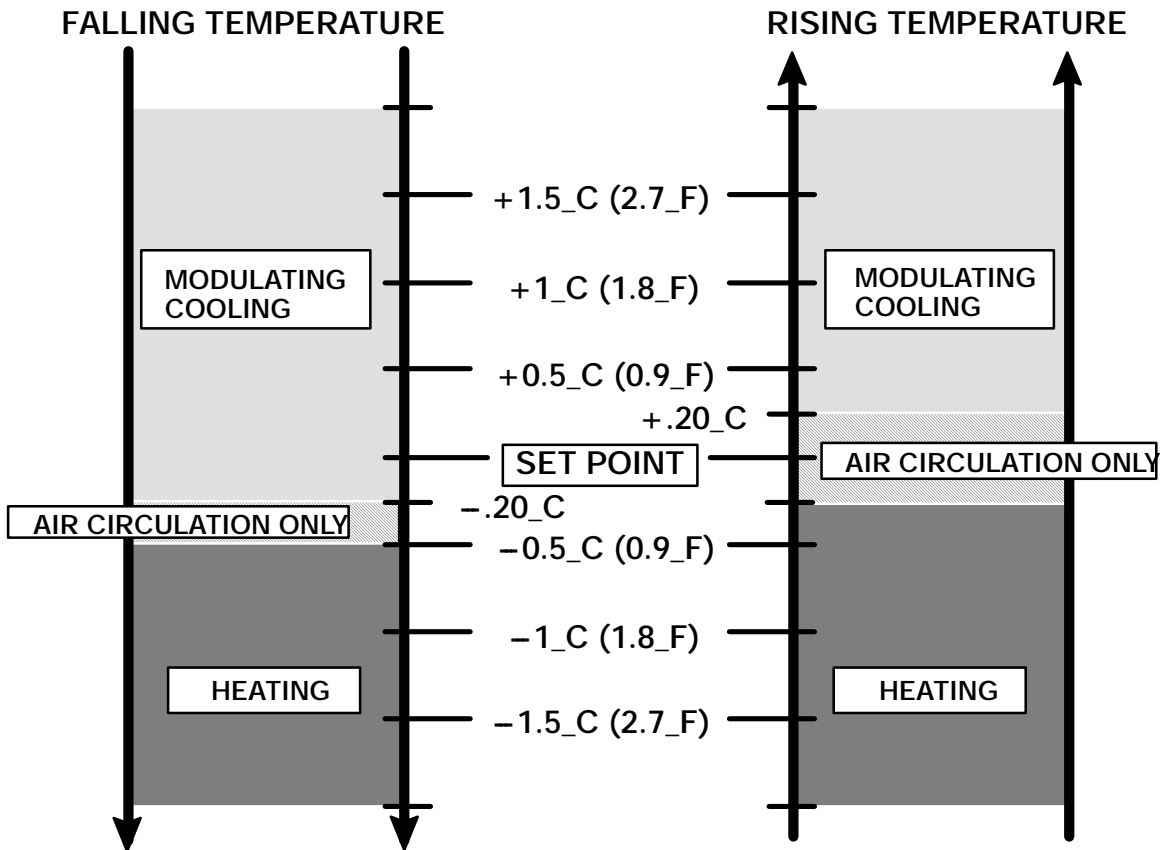 FALLING TEMPERATURE
RISING TEMPERATURE
+1.5_C (2.7_F)
MODULATING
COOLING
+1_C (1.8_F)
MODULATING
COOLING
+0.5_C (0.9_F)
+.20_C
SET POINT
AIR CIRCULATION ONLY
-.20_C
AIR CIRCULATION ONLY
-0.5_C (0.9_F)
-1_C (1.8_F)
HEATING
HEATING
-1.5_C (2.7_F)